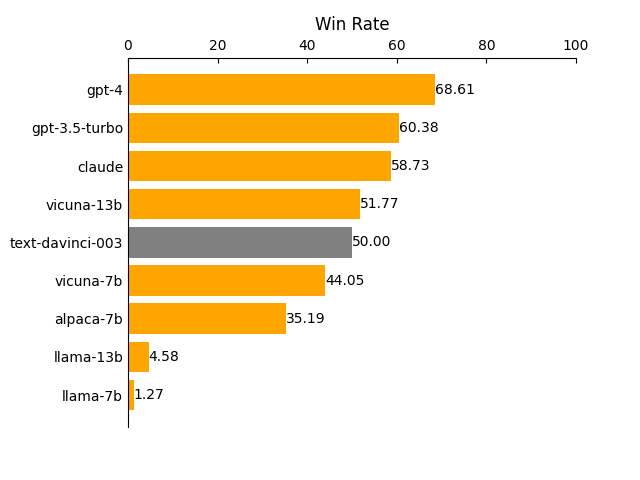 Win Rate
0 20 40 60 80 100
gpt-4 68.61
gpt-3.5-turbo 60.38
claude 58.73
vicuna-13b 51.77
text-davinci-003 50.00
vicuna-7b 44.05
alpaca-7b 35.19
llama-13b 4.58
llama-7b 1.27